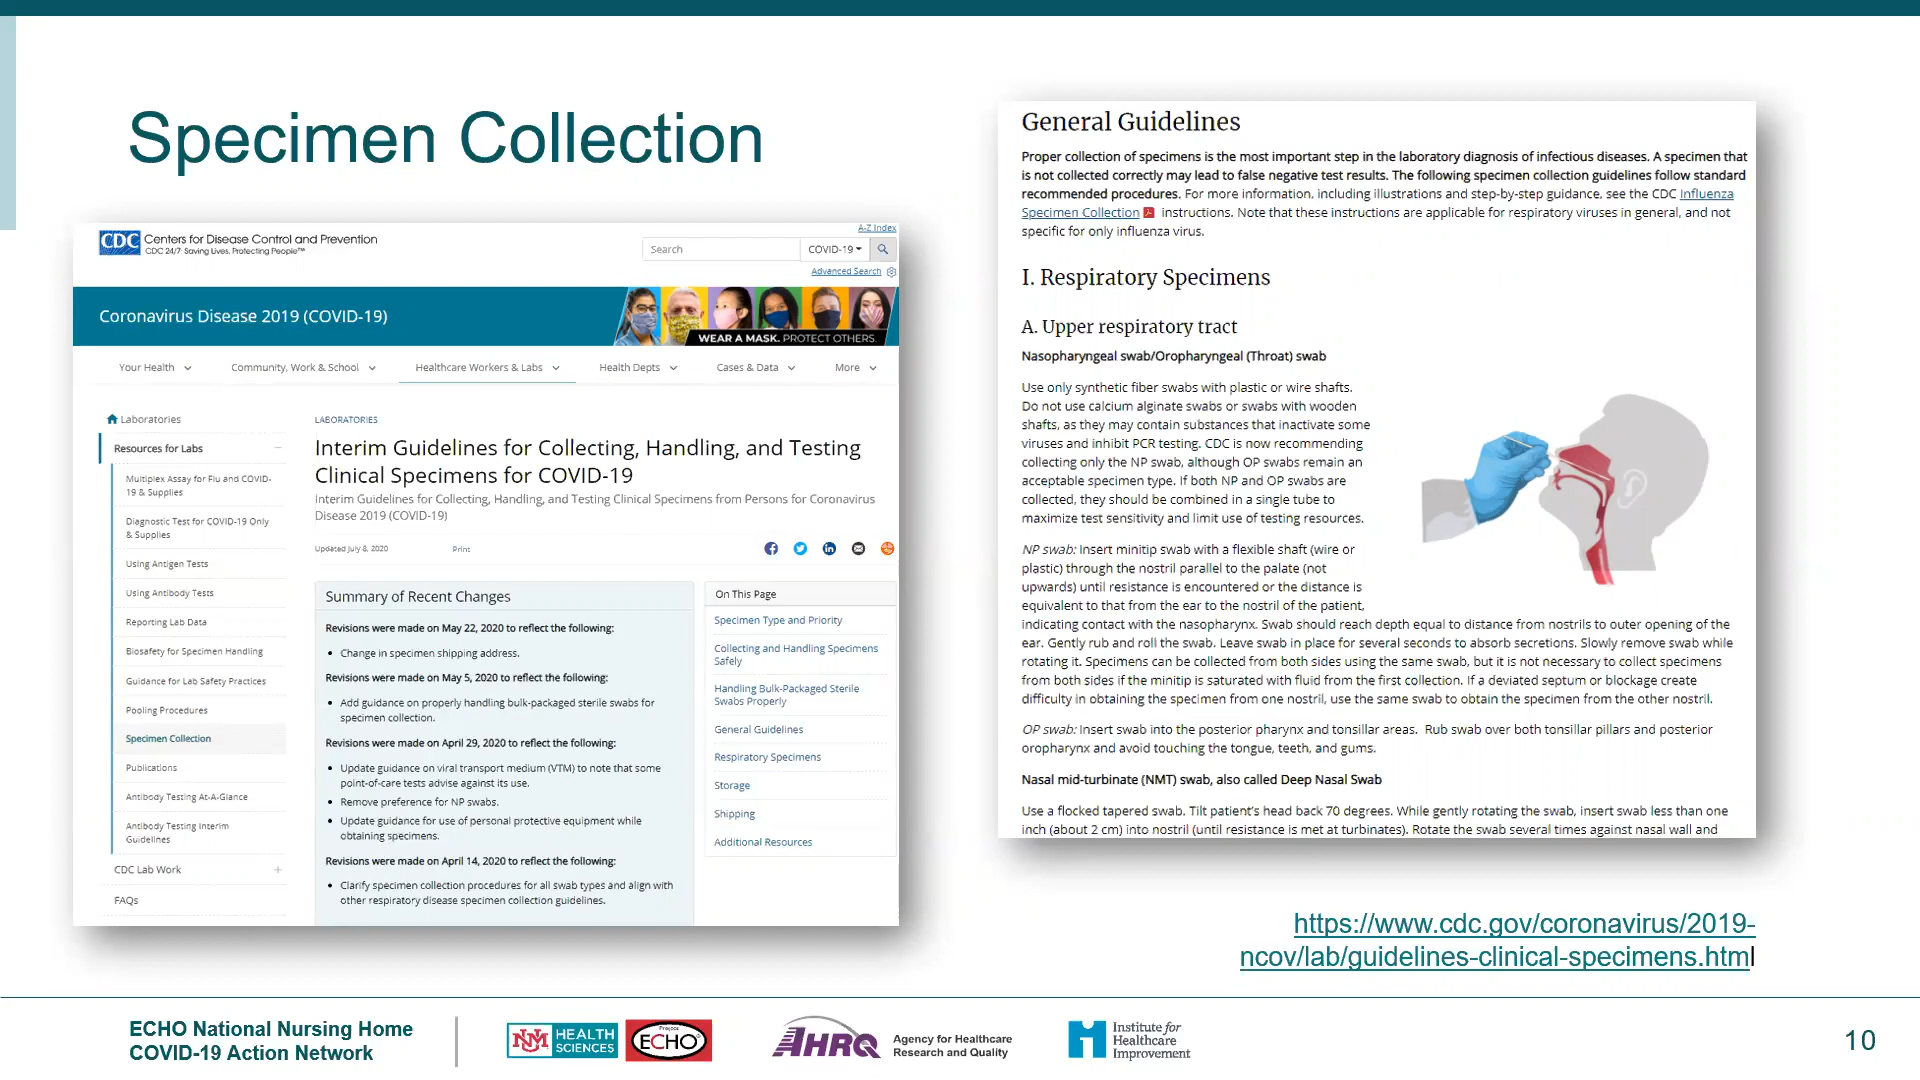 Specimen Collection
A-Z Index
CDC Centers for Disease Control and Prevention
CDC 24/7: Saving Lives, Protecting People™
Search
COVID-19
Advanced Search
Coronavirus Disease 2019 (COVID-19)
WEAR A MASK. PROTECT OTHERS.
Your Health
Community, Work & School
Healthcare Workers & Labs
Health Depts
Cases & Data
More
Laboratories
Resources for Labs
Multiplex Assay for Flu and COVID-
19 & Supplies
Diagnostic Test for COVID-19 Only
& Supplies
Using Antigen Tests
Using Antibody Tests
Reporting Lab Data
Biosafety for Specimen Handling
Guidance for Lab Safety Practices
Pooling Procedures
Specimen Collection
Publications
Antibody Testing At-A-Glance
Antibody Testing Interim
Guidelines
CDC Lab Work
FAQs
LABORATORIES
Interim Guidelines for Collecting, Handling, and Testing
Clinical Specimens for COVID-19
Interim Guidelines for Collecting, Handling, and Testing Clinical Specimens from Persons for Coronavirus
Disease 2019 (COVID-19)
Updated July 8, 2020
Print
Summary of Recent Changes
Revisions were made on May 22, 2020 to reflect the following:
• Change in specimen shipping address.
Revisions were made on May 5, 2020 to reflect the following:
• Add guidance on properly handling bulk-packaged sterile swabs for
specimen collection.
Revisions were made on April 29, 2020 to reflect the following:
• Update guidance on viral transport medium (VTM) to note that some
point-of-care tests advise against its use.
• Remove preference for NP swabs.
• Update guidance for use of personal protective equipment while
obtaining specimens.
Revisions were made on April 14, 2020 to reflect the following:
• Clarify specimen collection procedures for all swab types and align with
other respiratory disease specimen collection guidelines.
On This Page
Specimen Type and Priority
Collecting and Handling Specimens
Safely
Handling Bulk-Packaged Sterile
Swabs Properly
General Guidelines
Respiratory Specimens
Storage
Shipping
Additional Resources
General Guidelines
Proper collection of specimens is the most important step in the laboratory diagnosis of infectious diseases. A specimen that
is not collected correctly may lead to false negative test results. The following specimen collection guidelines follow standard
recommended procedures. For more information, including illustrations and step-by-step guidance, see the CDC Influenza
Specimen Collection instructions. Note that these instructions are applicable for respiratory viruses in general, and not
specific for only influenza virus.
I. Respiratory Specimens
A. Upper respiratory tract
Nasopharyngeal swab/Oropharyngeal (Throat) swab
Use only synthetic fiber swabs with plastic or wire shafts.
Do not use calcium alginate swabs or swabs with wooden
shafts, as they may contain substances that inactivate some
viruses and inhibit PCR testing. CDC is now recommending
collecting only the NP swab, although OP swabs remain an
acceptable specimen type. If both NP and OP swabs are
collected, they should be combined in a single tube to
maximize test sensitivity and limit use of testing resources.
NP swab: Insert minitip swab with a flexible shaft (wire or
plastic) through the nostril parallel to the palate (not
upwards) until resistance is encountered or the distance is
equivalent to that from the ear to the nostril of the patient,
indicating contact with the nasopharynx. Swab should reach depth equal to distance from nostrils to outer opening of the
ear. Gently rub and roll the swab. Leave swab in place for several seconds to absorb secretions. Slowly remove swab while
rotating it. Specimens can be collected from both sides using the same swab, but it is not necessary to collect specimens
from both sides if the minitip is saturated with fluid from the first collection. If a deviated septum or blockage create
difficulty in obtaining the specimen from one nostril, use the same swab to obtain the specimen from the other nostril.
OP swab: Insert swab into the posterior pharynx and tonsillar areas. Rub swab over both tonsillar pillars and posterior
oropharynx and avoid touching the tongue, teeth, and gums.
Nasal mid-turbinate (NMT) swab, also called Deep Nasal Swab
Use a flocked tapered swab. Tilt patient's head back 70 degrees. While gently rotating the swab, insert swab less than one
inch (about 2 cm) into nostril (until resistance is met at turbinates). Rotate the swab several times against nasal wall and
https://www.cdc.gov/coronavirus/2019-
ncov/lab/guidelines-clinical-specimens.html
ECHO National Nursing Home
COVID-19 Action Network
NM HEALTH
SCIENCES
Project
ECHO
AHRQ
Agency for Healthcare
Research and Quality
Institute for
Healthcare
Improvement
10